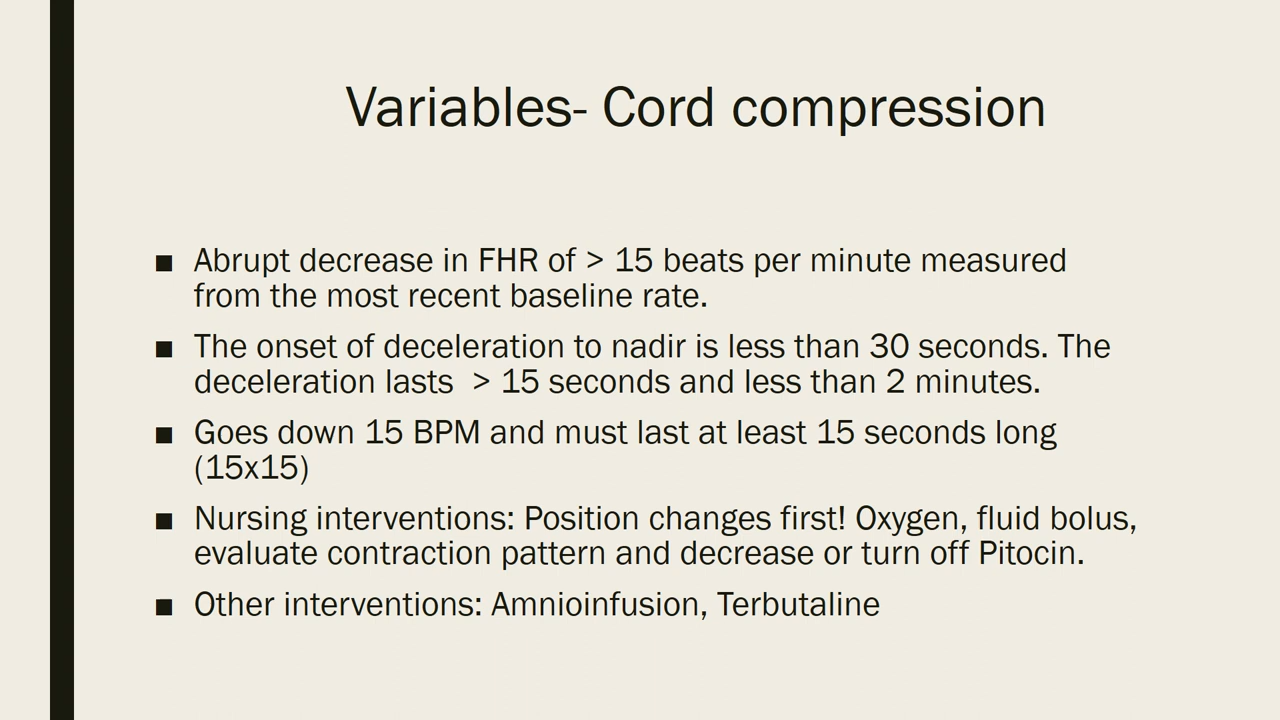 Variables- Cord compression
■ Abrupt decrease in FHR of > 15 beats per minute measured
from the most recent baseline rate.
■ The onset of deceleration to nadir is less than 30 seconds. The
deceleration lasts  > 15 seconds and less than 2 minutes.
■ Goes down 15 BPM and must last at least 15 seconds long
(15x15)
■ Nursing interventions: Position changes first! Oxygen, fluid bolus,
evaluate contraction pattern and decrease or turn off Pitocin.
■ Other interventions: Amnioinfusion, Terbutaline